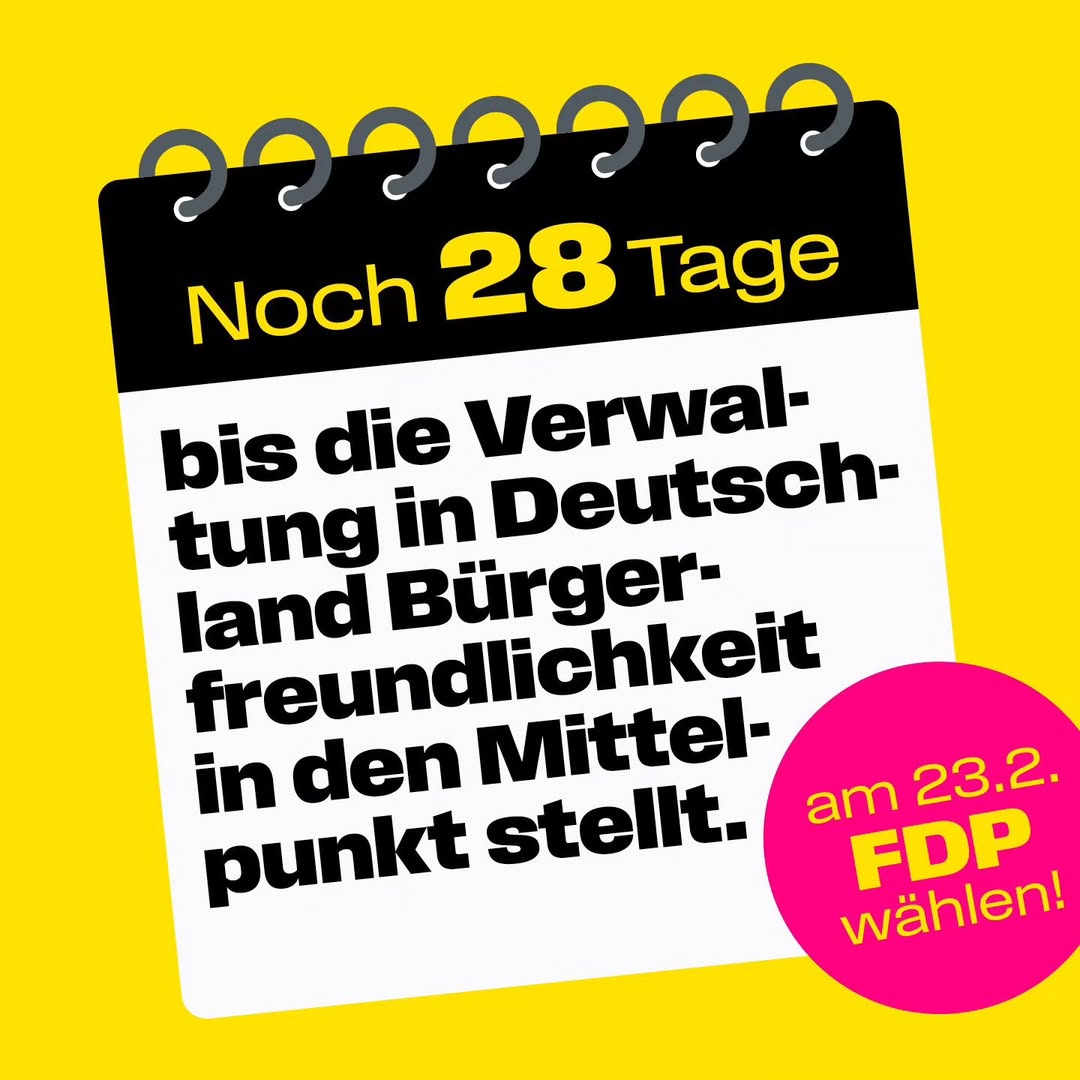 Noch 28 Tage
bis die Verwal-
tung in Deutsch-
land Bürger-
freundlichkeit
in den Mittel-
punkt stellt.
am 23.2.
FDP
wählen!